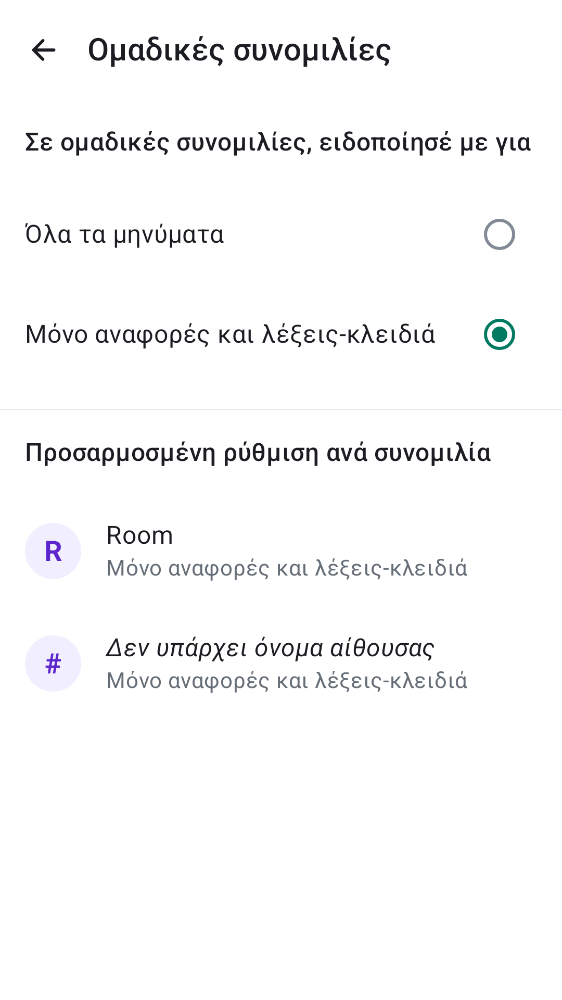 Ομαδικές συνομιλίες
Σε ομαδικές συνομιλίες, ειδοποίησέ με για
Όλα τα μηνύματα
Μόνο αναφορές και λέξεις-κλειδιά
Προσαρμοσμένη ρύθμιση ανά συνομιλία
R
Room
Μόνο αναφορές και λέξεις-κλειδιά
#
Δεν υπάρχει όνομα αίθουσας
Μόνο αναφορές και λέξεις-κλειδιά